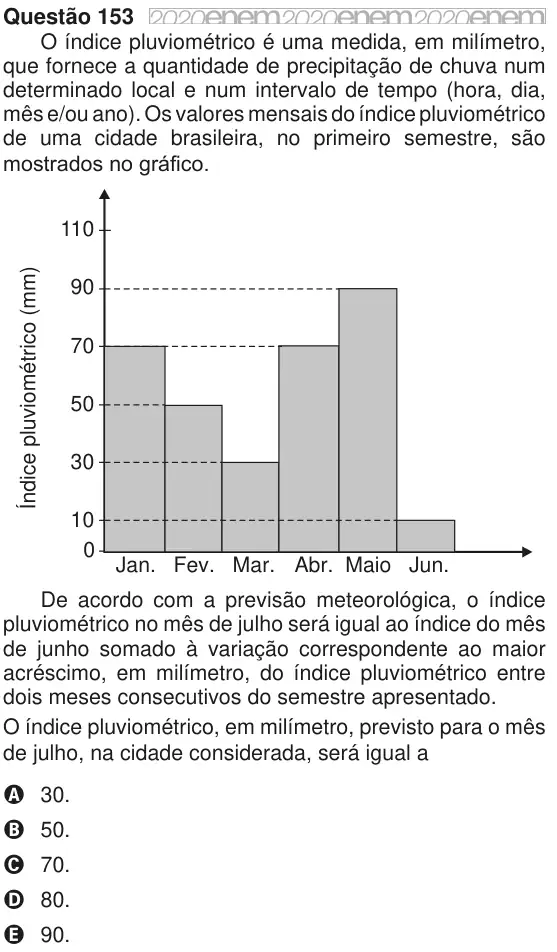 Questão 153 2020enem2020enem2020enem
O índice pluviométrico é uma medida, em milímetro,
que fornece a quantidade de precipitação de chuva num
determinado local e num intervalo de tempo (hora, dia,
mês e/ou ano). Os valores mensais do índice pluviométrico
de uma cidade brasileira, no primeiro semestre, são
mostrados no gráfico.
Índice pluviométrico (mm)
110
90
70
50
30
10
0
Jan. Fev. Mar. Abr. Maio Jun.
De acordo com a previsão meteorológica, o índice
pluviométrico no mês de julho será igual ao índice do mês
de junho somado à variação correspondente ao maior
acréscimo, em milímetro, do índice pluviométrico entre
dois meses consecutivos do semestre apresentado.
O índice pluviométrico, em milímetro, previsto para o mês
de julho, na cidade considerada, será igual a
A 30.
B 50.
C 70.
D 80.
E 90.